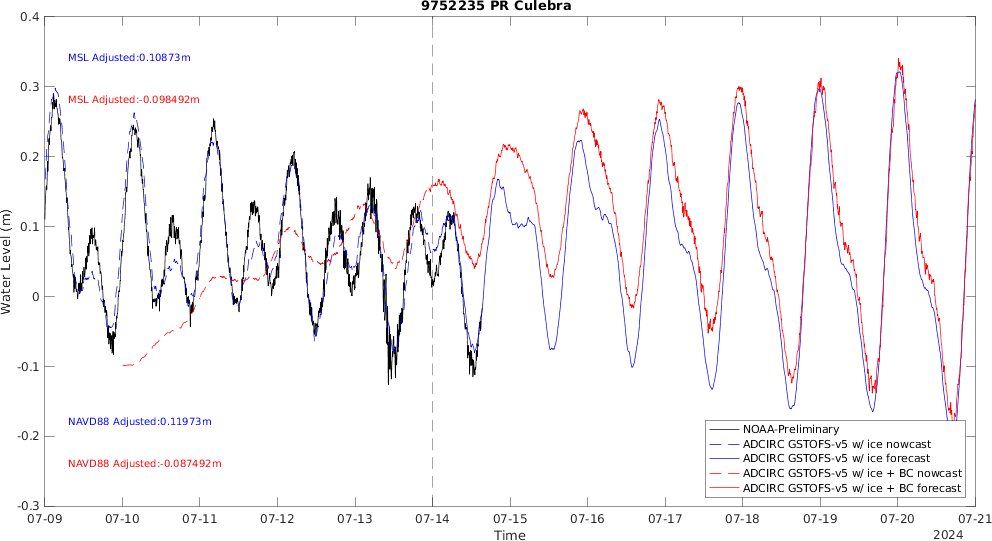 9752235 PR Culebra
0.4
0.3
0.2
0.1
0
-0.1
-0.2
-0.3
Water Level (m)
MSL Adjusted:0.10873m
MSL Adjusted:-0.098492m
NAVD88 Adjusted:0.11973m
NAVD88 Adjusted:-0.087492m
NOAA-Preliminary
ADCIRC GSTOFS-v5 w/ ice nowcast
ADCIRC GSTOFS-v5 w/ ice forecast
ADCIRC GSTOFS-v5 w/ ice + BC nowcast
ADCIRC GSTOFS-v5 w/ ice + BC forecast
07-09 07-10 07-11 07-12 07-13 07-14 07-15 07-16 07-17 07-18 07-19 07-20 07-21
Time
2024